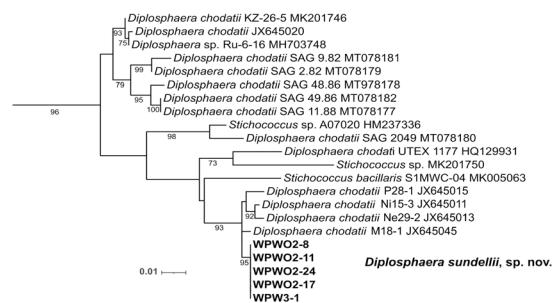 Diplosphaera chodatii KZ-26-5 MK201746
93
Diplosphaera chodatii JX645020
75
Diplosphaera sp. Ru-6-16 MH703748
Diplosphaera chodatii SAG 9.82 MT078181
99
79
Diplosphaera chodatii SAG 2.82 MT078179
Diplosphaera chodatii SAG 48.86 MT978178
95
Diplosphaera chodatii SAG 49.86 MT078182
96
100
Diplosphaera chodatii SAG 11.88 MT078177
Stichococcus sp. A07020 HM237336
98
Diplosphaera chodatii SAG 2049 MT078180
Diplosphaera chodati UTEX 1177 HQ129931
73
Stichococcus sp. MK201750
Stichococcus bacillaris S1MWC-04 MK005063
Diplosphaera chodatii P28-1 JX645015
Diplosphaera chodatii Ni15-3 JX645011
92
Diplosphaera chodatii Ne29-2 JX645013
93
Diplosphaera chodatii M18-1 JX645045
WPWO2-8
95
WPWO2-11
Diplosphaera sundellii, sp. nov.
0.01
WPWO2-24
WPWO2-17
WPW3-1